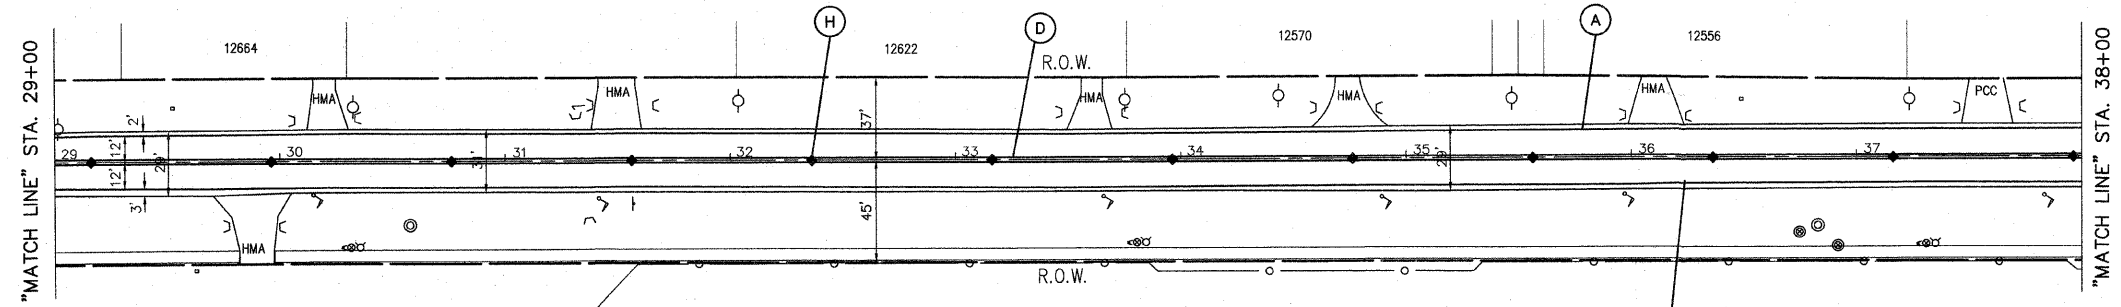 "MATCH LINE" STA. 29+00
12664
H
12622
D
R.O.W.
12570
A
12556
"MATCH LINE" STA. 38+00
HMA
HMA
HMA
HMA
HMA
PCC
2'
37'
29
12'
29'
30
31'
31
32
33
34
35
29'
36
37
12'
3'
45'
HMA
R.O.W.